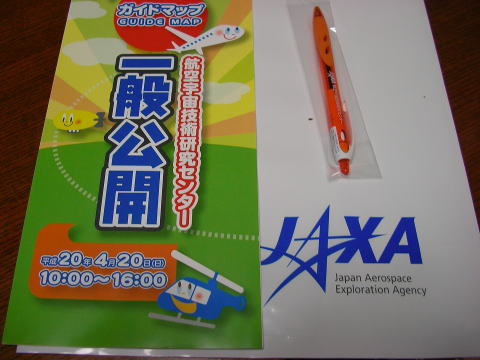 ガイドマップ
GUIDE MAP
航空宇宙技術研究センター
一般公開
平成20年4月20日(日)
10:00〜16:00
JAXA
Japan Aerospace
Exploration Agency